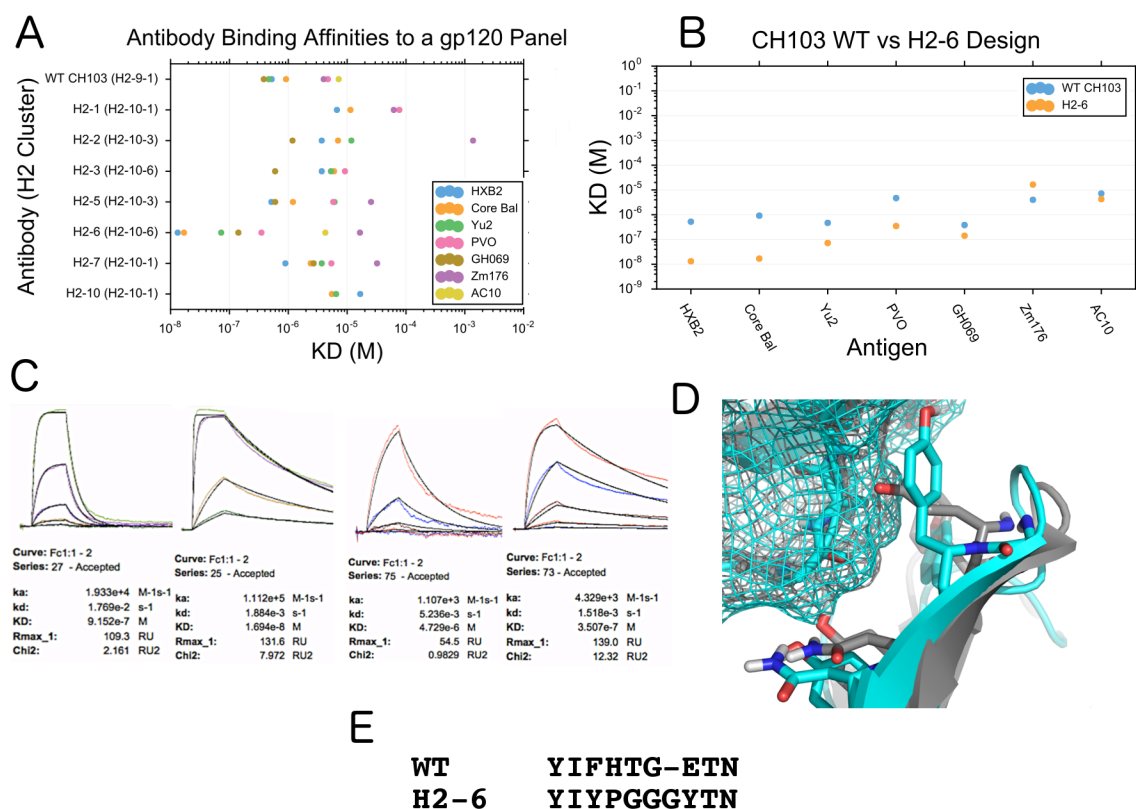 A
Antibody Binding Affinities to a gp120 Panel
Antibody (H2 Cluster)
WT CH103 (H2-9-1)
H2-1 (H2-10-1)
H2-2 (H2-10-3)
H2-3 (H2-10-6)
H2-5 (H2-10-3)
H2-6 (H2-10-6)
H2-7 (H2-10-1)
H2-10 (H2-10-1)
HXB2
Core Bal
Yu2
PVO
GH069
Zm176
AC10
10⁻⁸ 10⁻⁷ 10⁻⁶ 10⁻⁵ 10⁻⁴ 10⁻³ 10⁻²
KD (M)
B
CH103 WT vs H2-6 Design
KD (M)
10⁰
10⁻¹
10⁻²
10⁻³
10⁻⁴
10⁻⁵
10⁻⁶
10⁻⁷
10⁻⁸
10⁻⁹
WT CH103
H2-6
HXB2 Core Bal Yu2 PVO GH069 Zm176 AC10
Antigen
C
Curve: Fc1:1 - 2
Series: 27 - Accepted
ka: 1.933e+4 M-1s-1
kd: 1.769e-2 s-1
KD: 9.152e-7 M
Rmax_1: 109.3 RU
Chi2: 2.161 RU2
Curve: Fc1:1 - 2
Series: 25 - Accepted
ka: 1.112e+5 M-1s-1
kd: 1.884e-3 s-1
KD: 1.694e-8 M
Rmax_1: 131.6 RU
Chi2: 7.972 RU2
Curve: Fc1:1 - 2
Series: 75 - Accepted
ka: 1.107e+3 M-1s-1
kd: 5.236e-3 s-1
KD: 4.729e-6 M
Rmax_1: 54.5 RU
Chi2: 0.9829 RU2
Curve: Fc1:1 - 2
Series: 73 - Accepted
ka: 4.329e+3 M-1s-1
kd: 1.518e-3 s-1
KD: 3.507e-7 M
Rmax_1: 139.0 RU
Chi2: 12.32 RU2
D
E
WT YIFHTG-ETN
H2-6 YIYPGGGYTN